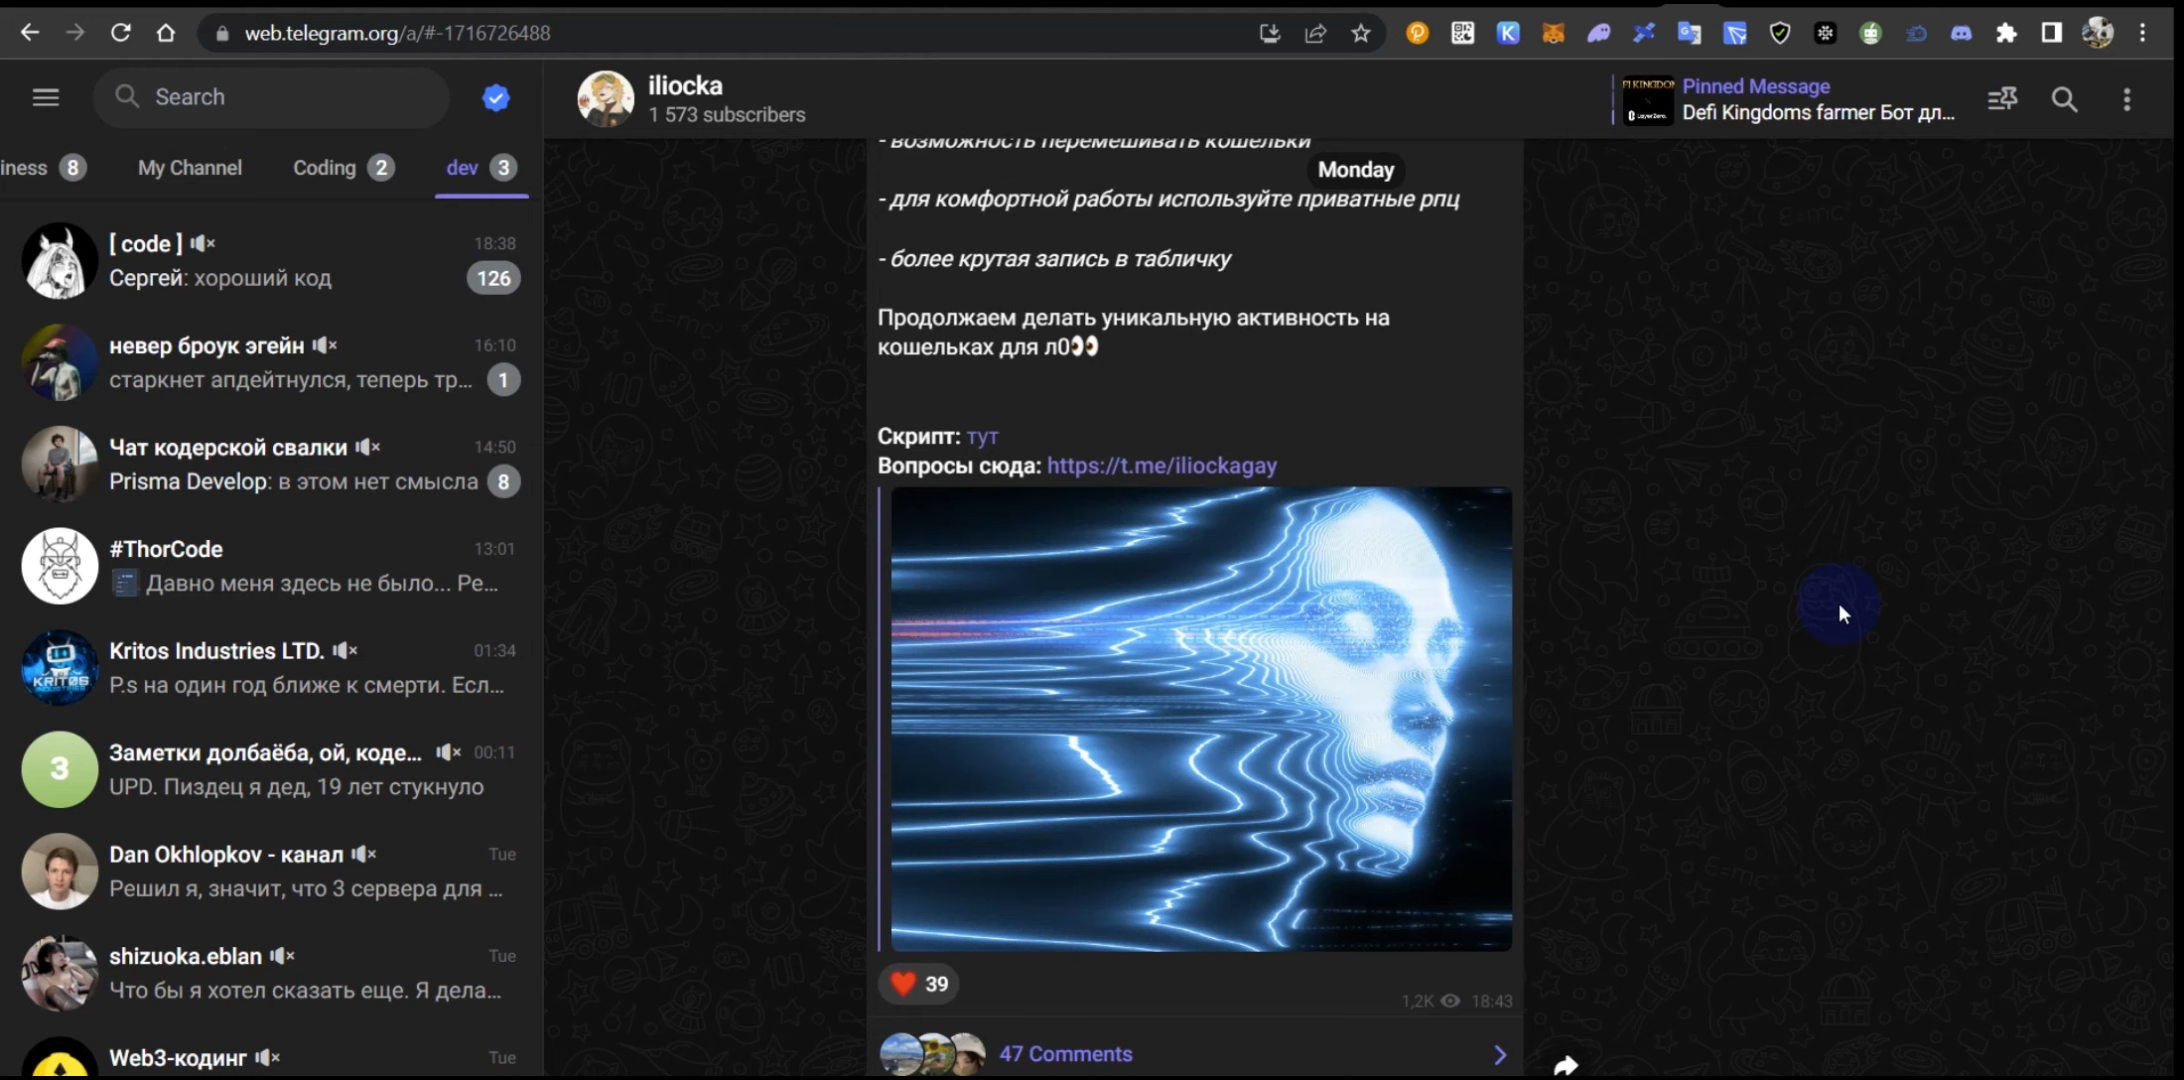 web.telegram.org/a/#-1716726488
Search
iness 8
My Channel
Coding 2
dev 3
[ code ]
18:38
Сергей: хороший код
126
невер броук эгейн
16:10
старкнет апдейтнулся, теперь тр...
1
Чат кодерской свалки
14:50
Prisma Develop: в этом нет смысла
8
#ThorCode
13:01
Давно меня здесь не было... Ре...
KRITØS
Kritos Industries LTD.
01:34
P.s на один год ближе к смерти. Есл...
З
Заметки долбаёба, ой, коде...
00:11
UPD. Пиздец я дед, 19 лет стукнуло
Dan Okhlopkov - канал
Tue
Решил я, значит, что 3 сервера для ...
shizuoka.eblan
Tue
Что бы я хотел сказать еще. Я дела...
Web3-кодинг
Tue
iliocka
1 573 subscribers
Pinned Message
Defi Kingdoms farmer Бот дл...
LayerZero.
- возможность перемешивать кошельки
Monday
- для комфортной работы используйте приватные рпц
- более крутая запись в табличку
Продолжаем делать уникальную активность на
кошельках для л0👀
Скрипт: тут
Вопросы сюда: https://t.me/iliockagay
39
1,2K
18:43
47 Comments